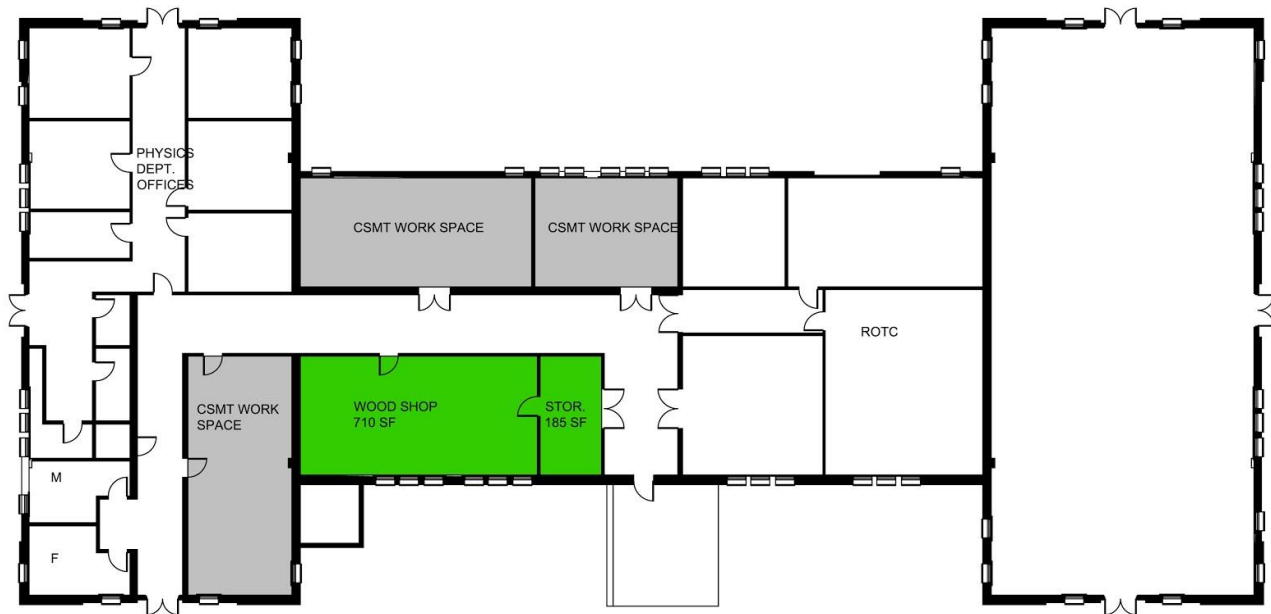 PHYSICS
DEPT.
OFFICES
CSMT WORK SPACE
CSMT WORK SPACE
ROTC
CSMT WORK
SPACE
WOOD SHOP
710 SF
STOR.
185 SF
M
F